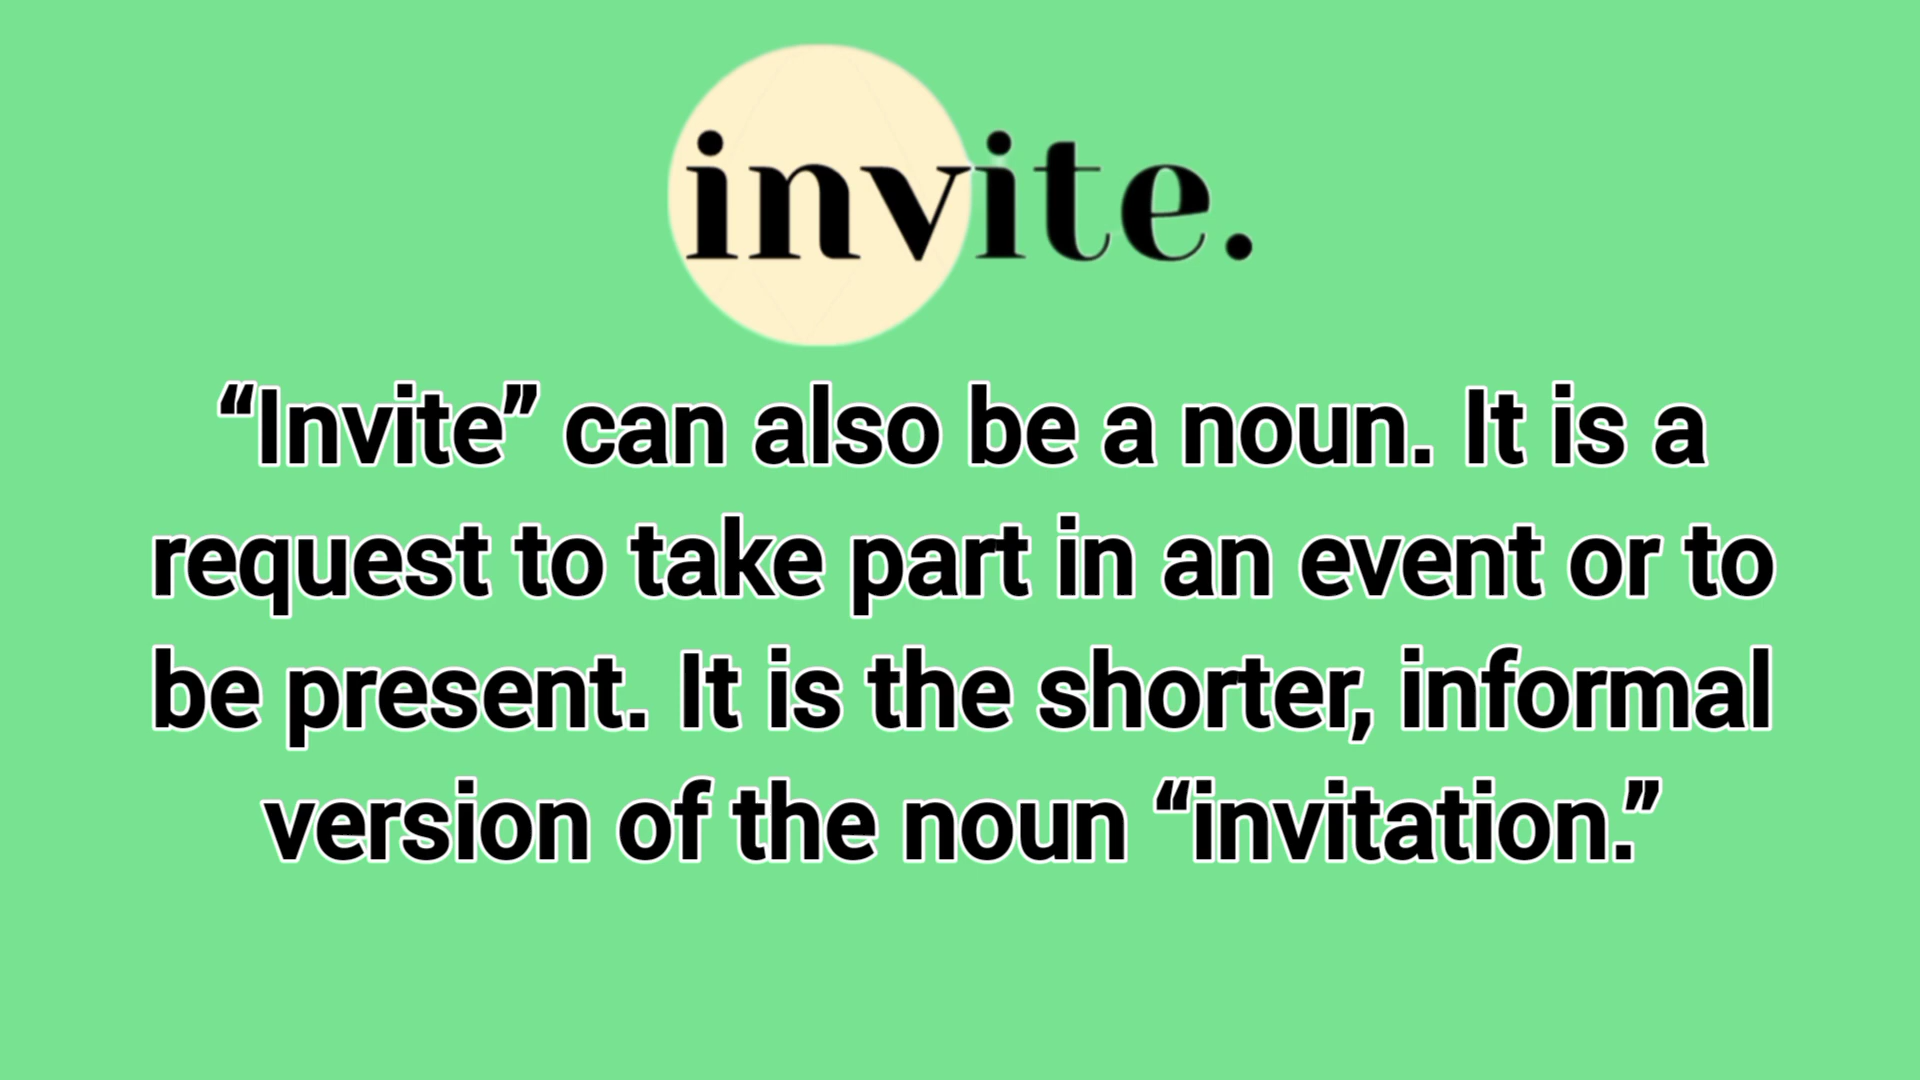 invite.
“Invite” can also be a noun. It is a
request to take part in an event or to
be present. It is the shorter, informal
version of the noun “invitation.”